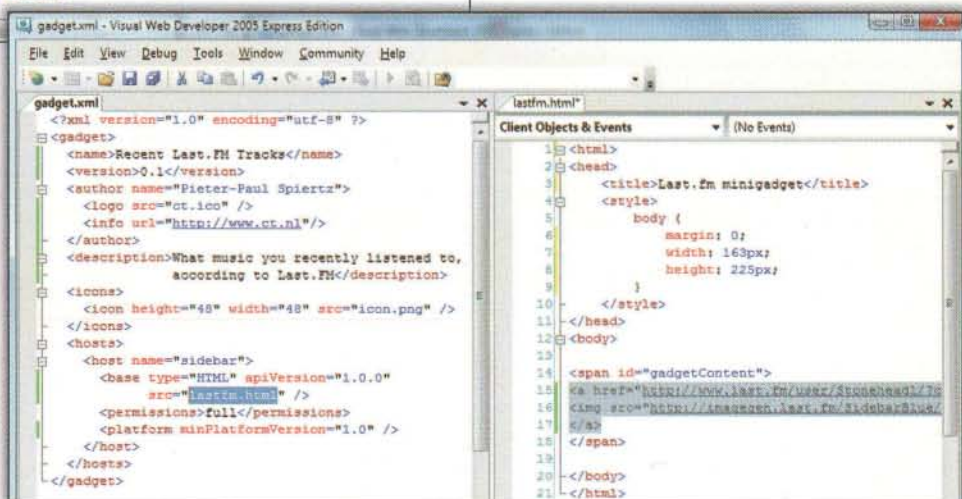 gadget.xml - Visual Web Developer 2005 Express Edition
File Edit View Debug Tools Window Community Help
gadget.xml
<?xml version="1.0" encoding="utf-8" ?>
<gadget>
<name>Recent Last.FM Tracks</name>
<version>0.1</version>
<author name="Pieter-Paul Spiertz">
<logo src="ct.ico" />
<info url="http://www.ct.nl"/>
</author>
<description>What music you recently listened to,
according to Last.FM</description>
<icons>
<icon height="48" width="48" src="icon.png" />
</icons>
<hosts>
<host name="sidebar">
<base type="HTML" apiVersion="1.0.0"
src="lastfm.html" />
<permissions>full</permissions>
<platform minPlatformVersion="1.0" />
</host>
</hosts>
</gadget>
lastfm.html*
Client Objects & Events (No Events)
1 <html>
2 <head>
3 <title>Last.fm minigadget</title>
4 <style>
5 body {
6 margin: 0;
7 width: 163px;
8 height: 225px;
9 }
10 </style>
11 </head>
12 <body>
13
14 <span id="gadgetContent">
15 <a href="http://www.last.fm/user/Stonehead1/?c
16 <img src="http://imagegen.last.fm/SidebarBlue/
17 </a>
18 </span>
19
20 </body>
21 </html>